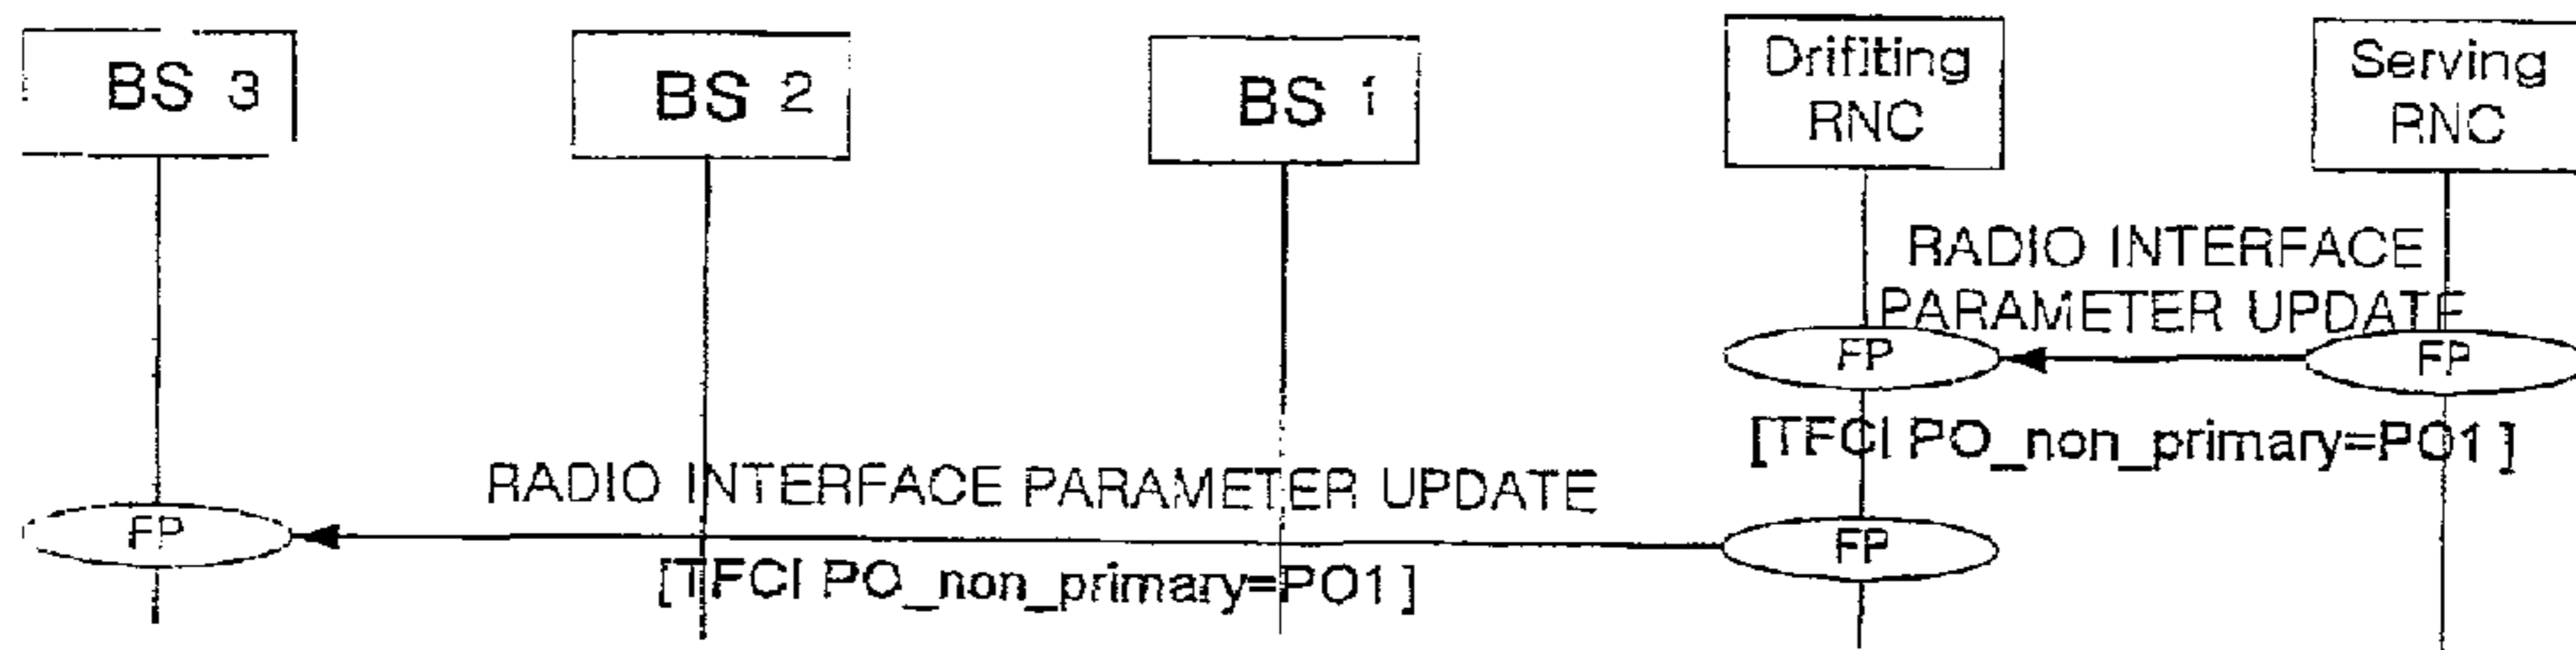 BS 3
BS 2
BS 1
Drifiting
RNC
Serving
RNC
RADIO INTERFACE
PARAMETER UPDATE
FP
FP
[TFCI PO_non_primary=PO1 ]
RADIO INTERFACE PARAMETER UPDATE
FP
FP
[TFCI PO_non_primary=PO1 ]